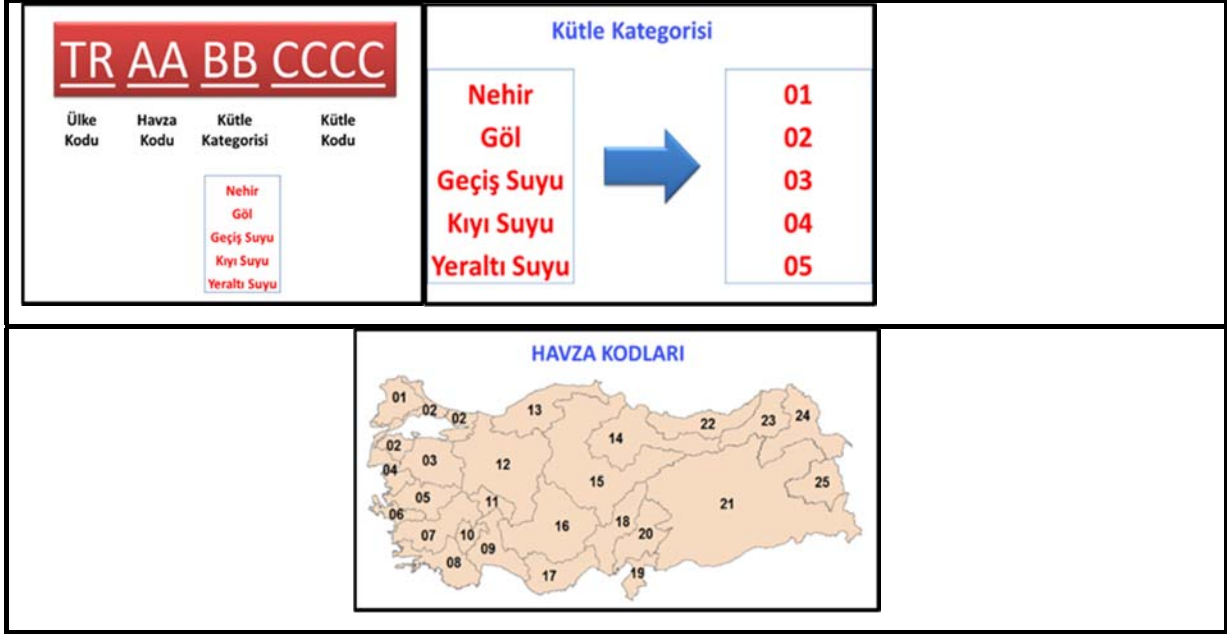 TR AA BB CCCC
Ülke Kodu
Havza Kodu
Kütle Kategorisi
Kütle Kodu
Nehir
Göl
Geçiş Suyu
Kıyı Suyu
Yeraltı Suyu
Kütle Kategorisi
Nehir 01
Göl 02
Geçiş Suyu 03
Kıyı Suyu 04
Yeraltı Suyu 05
HAVZA KODLARI
01
02
02
13
22
23
24
02
04
03
12
14
15
25
05
11
21
06
16
18
20
07
10
09
08
17
19